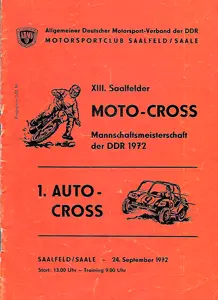 Allgemeiner Deutscher Motorsport-Verband der DDR
MOTORSPORTCLUB SAALFELD/SAALE
XIII. Saalfelder
MOTO-CROSS
Mannschaftsmeisterschaft
der DDR 1972
1. AUTO-
CROSS
SAALFELD/SAALE - 24. September 1972
Start: 13.00 Uhr — Training 9.00 Uhr